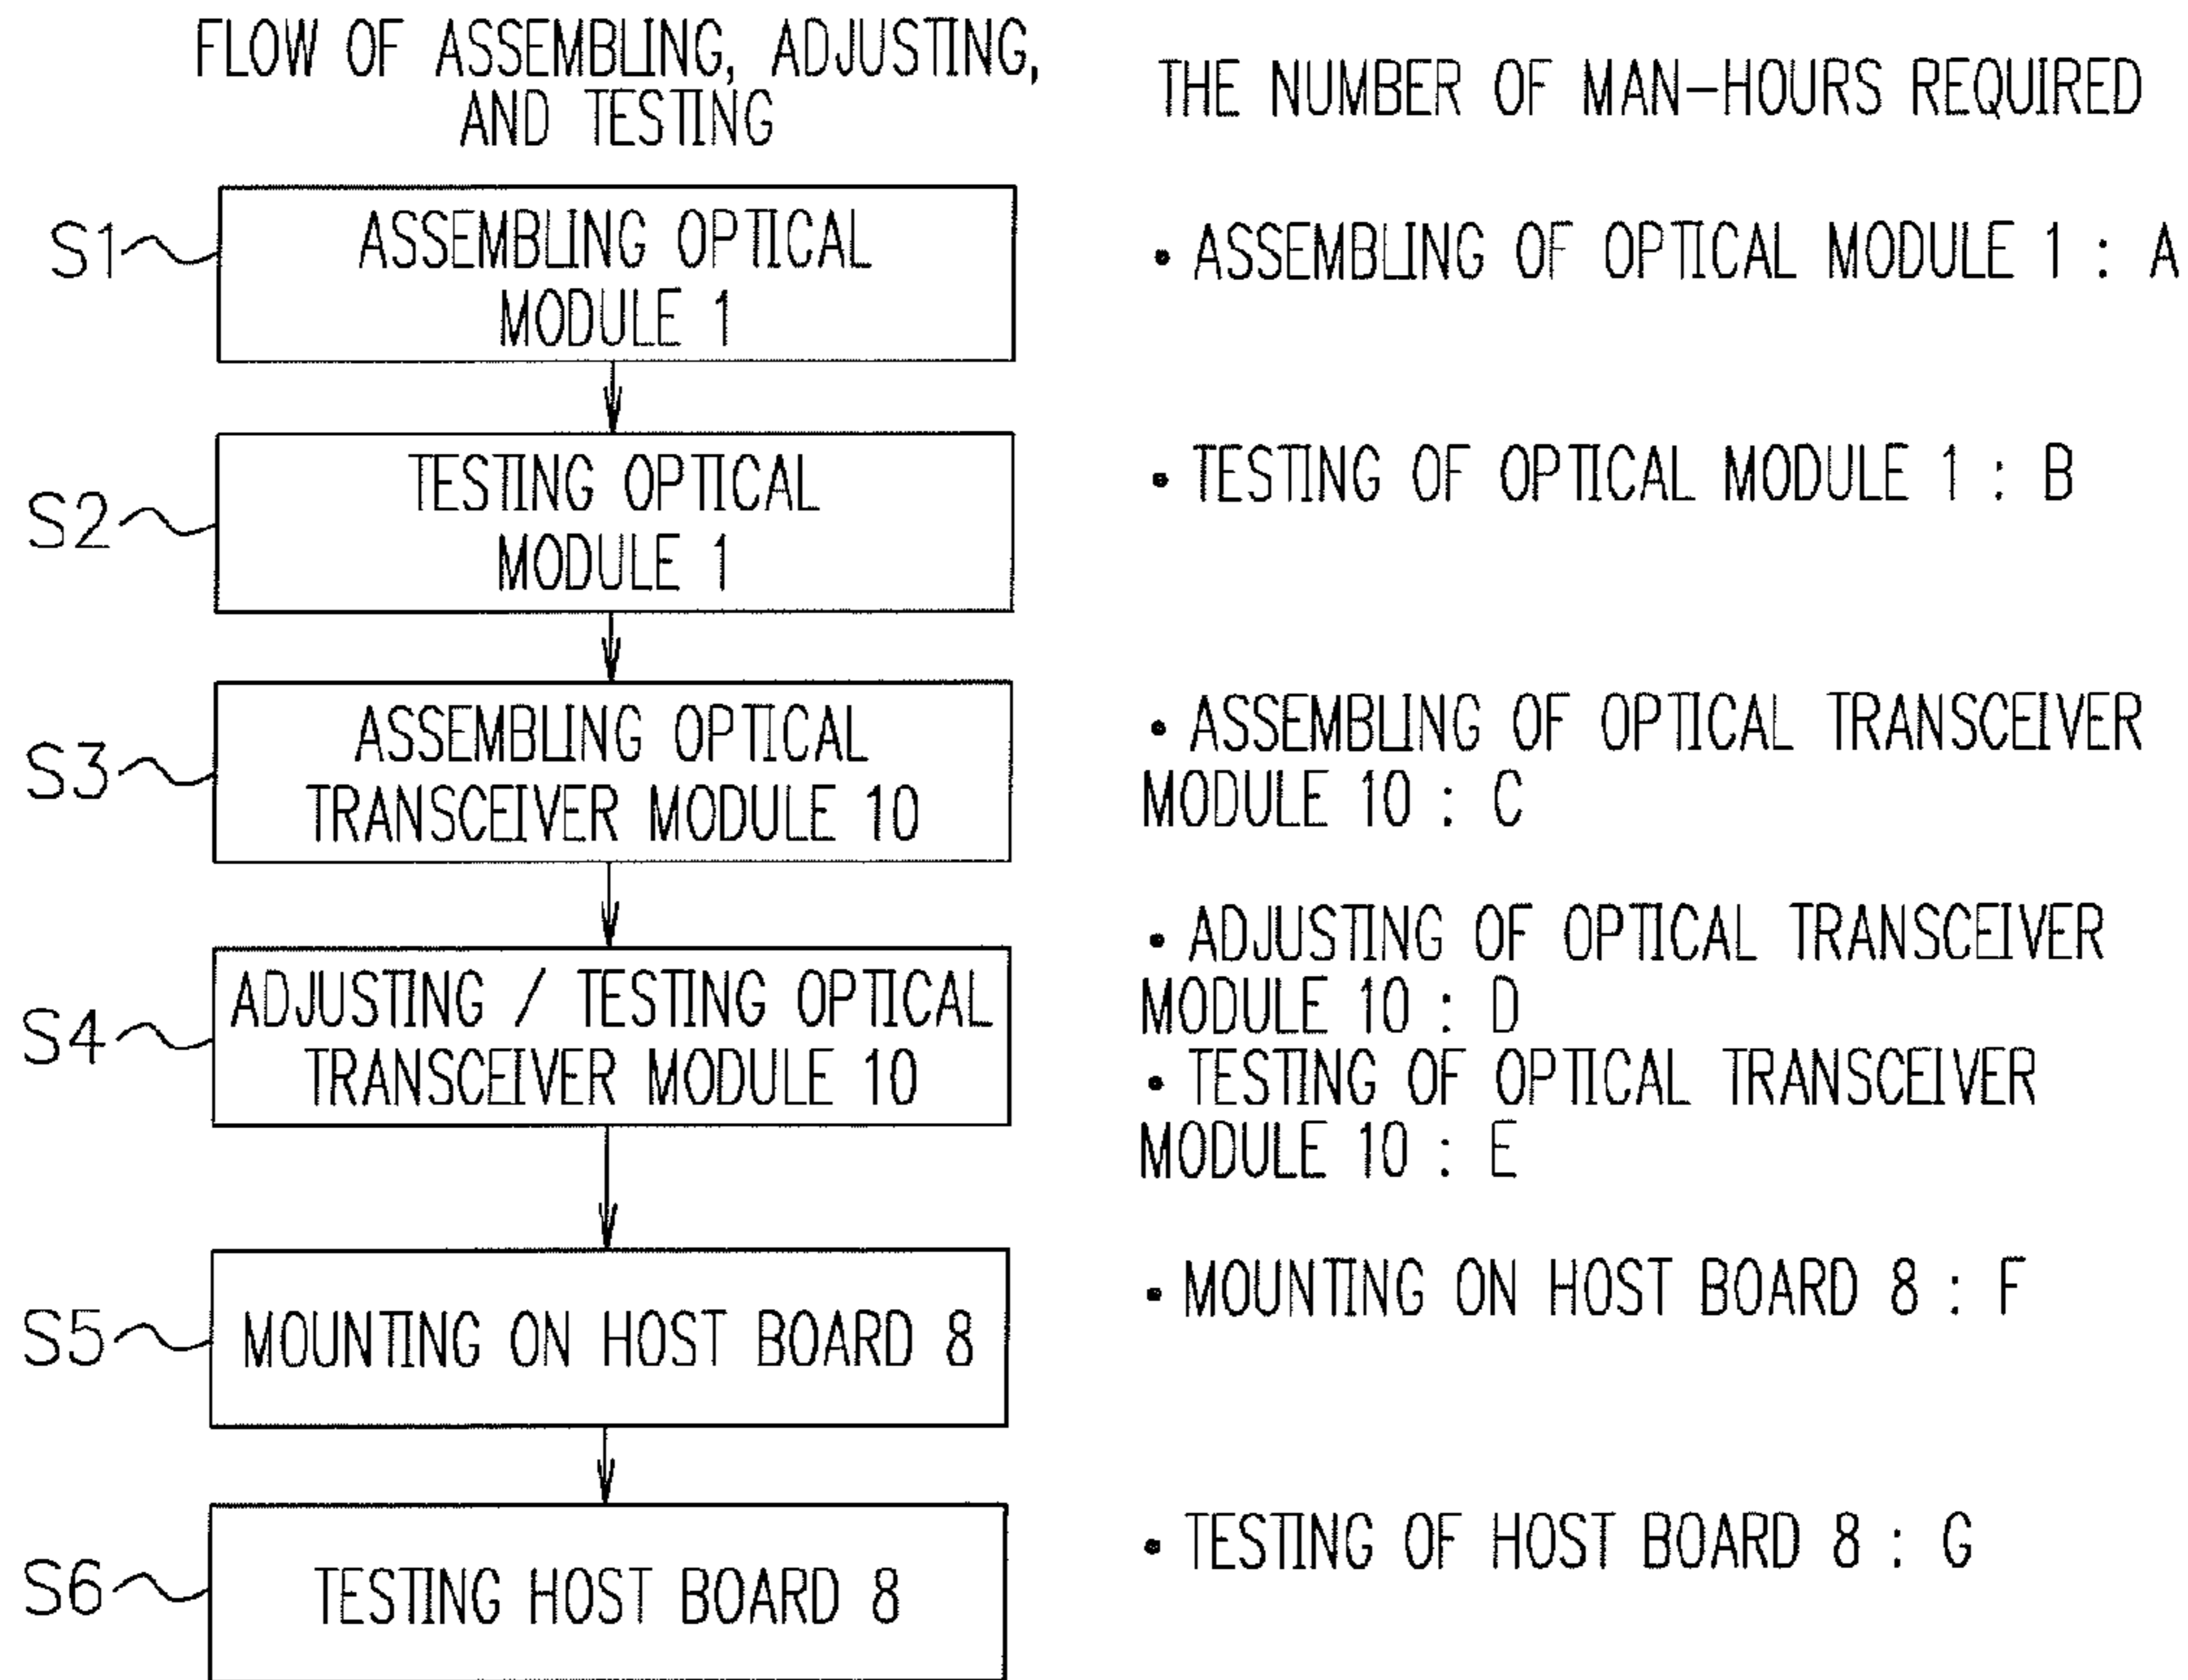 FLOW OF ASSEMBLING, ADJUSTING,
AND TESTING
THE NUMBER OF MAN-HOURS REQUIRED
S1
ASSEMBLING OPTICAL
MODULE 1
• ASSEMBLING OF OPTICAL MODULE 1 : A
S2
TESTING OPTICAL
MODULE 1
• TESTING OF OPTICAL MODULE 1 : B
S3
ASSEMBLING OPTICAL
TRANSCEIVER MODULE 10
• ASSEMBLING OF OPTICAL TRANSCEIVER
MODULE 10 : C
S4
ADJUSTING / TESTING OPTICAL
TRANSCEIVER MODULE 10
• ADJUSTING OF OPTICAL TRANSCEIVER
MODULE 10 : D
• TESTING OF OPTICAL TRANSCEIVER
MODULE 10 : E
S5
MOUNTING ON HOST BOARD 8
• MOUNTING ON HOST BOARD 8 : F
S6
TESTING HOST BOARD 8
• TESTING OF HOST BOARD 8 : G